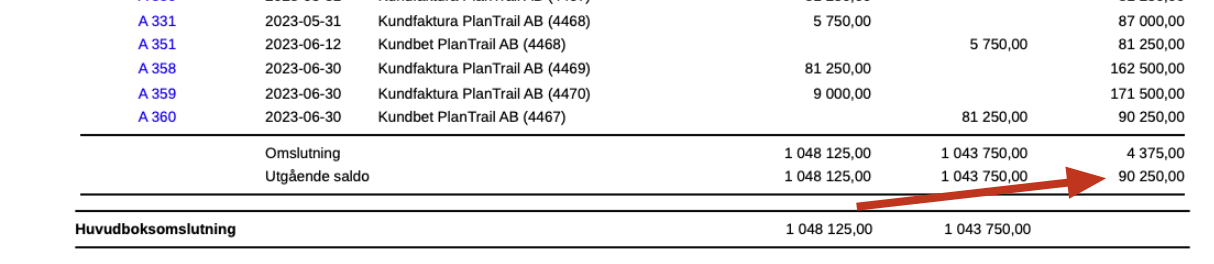 A 331 2023-05-31 Kundfaktura PlanTrail AB (4468) 5 750,00 87 000,00
A 351 2023-06-12 Kundbet PlanTrail AB (4468) 5 750,00 81 250,00
A 358 2023-06-30 Kundfaktura PlanTrail AB (4469) 81 250,00 162 500,00
A 359 2023-06-30 Kundfaktura PlanTrail AB (4470) 9 000,00 171 500,00
A 360 2023-06-30 Kundbet PlanTrail AB (4467) 81 250,00 90 250,00
Omslutning 1 048 125,00 1 043 750,00 4 375,00
Utgående saldo 1 048 125,00 1 043 750,00 90 250,00
Huvudboksomslutning 1 048 125,00 1 043 750,00